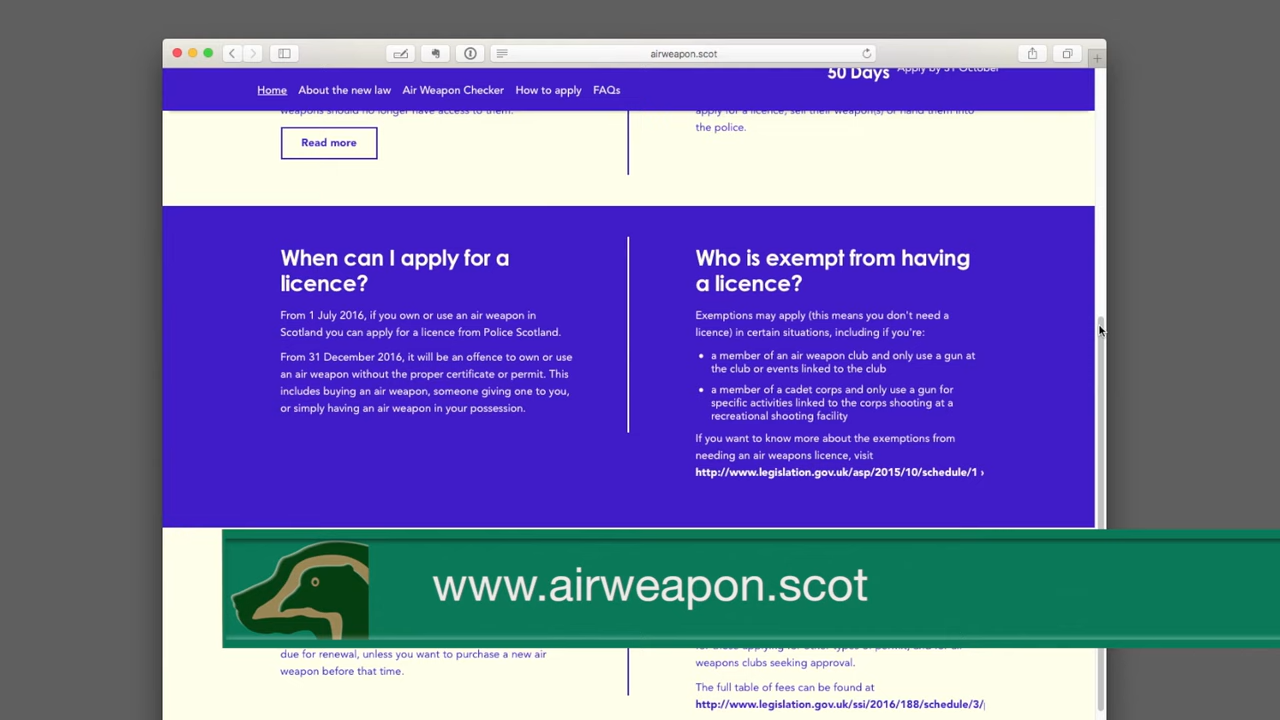 airweapon.scot
50 Days Apply by 31 October
Home About the new law Air Weapon Checker How to apply FAQs
weapons should no longer have access to them.
Read more
apply for a licence, sell their weapon(s) or hand them into
the police.
When can I apply for a
licence?
From 1 July 2016, if you own or use an air weapon in
Scotland you can apply for a licence from Police Scotland.
From 31 December 2016, it will be an offence to own or use
an air weapon without the proper certificate or permit. This
includes buying an air weapon, someone giving one to you,
or simply having an air weapon in your possession.
Who is exempt from having
a licence?
Exemptions may apply (this means you don't need a
licence) in certain situations, including if you're:
• a member of an air weapon club and only use a gun at
the club or events linked to the club
• a member of a cadet corps and only use a gun for
specific activities linked to the corps shooting at a
recreational shooting facility
If you want to know more about the exemptions from
needing an air weapons licence, visit
http://www.legislation.gov.uk/asp/2015/10/schedule/1 ›
www.airweapon.scot
due for renewal, unless you want to purchase a new air
weapon before that time.
weapons clubs seeking approval.
The full table of fees can be found at
http://www.legislation.gov.uk/ssi/2016/188/schedule/3/